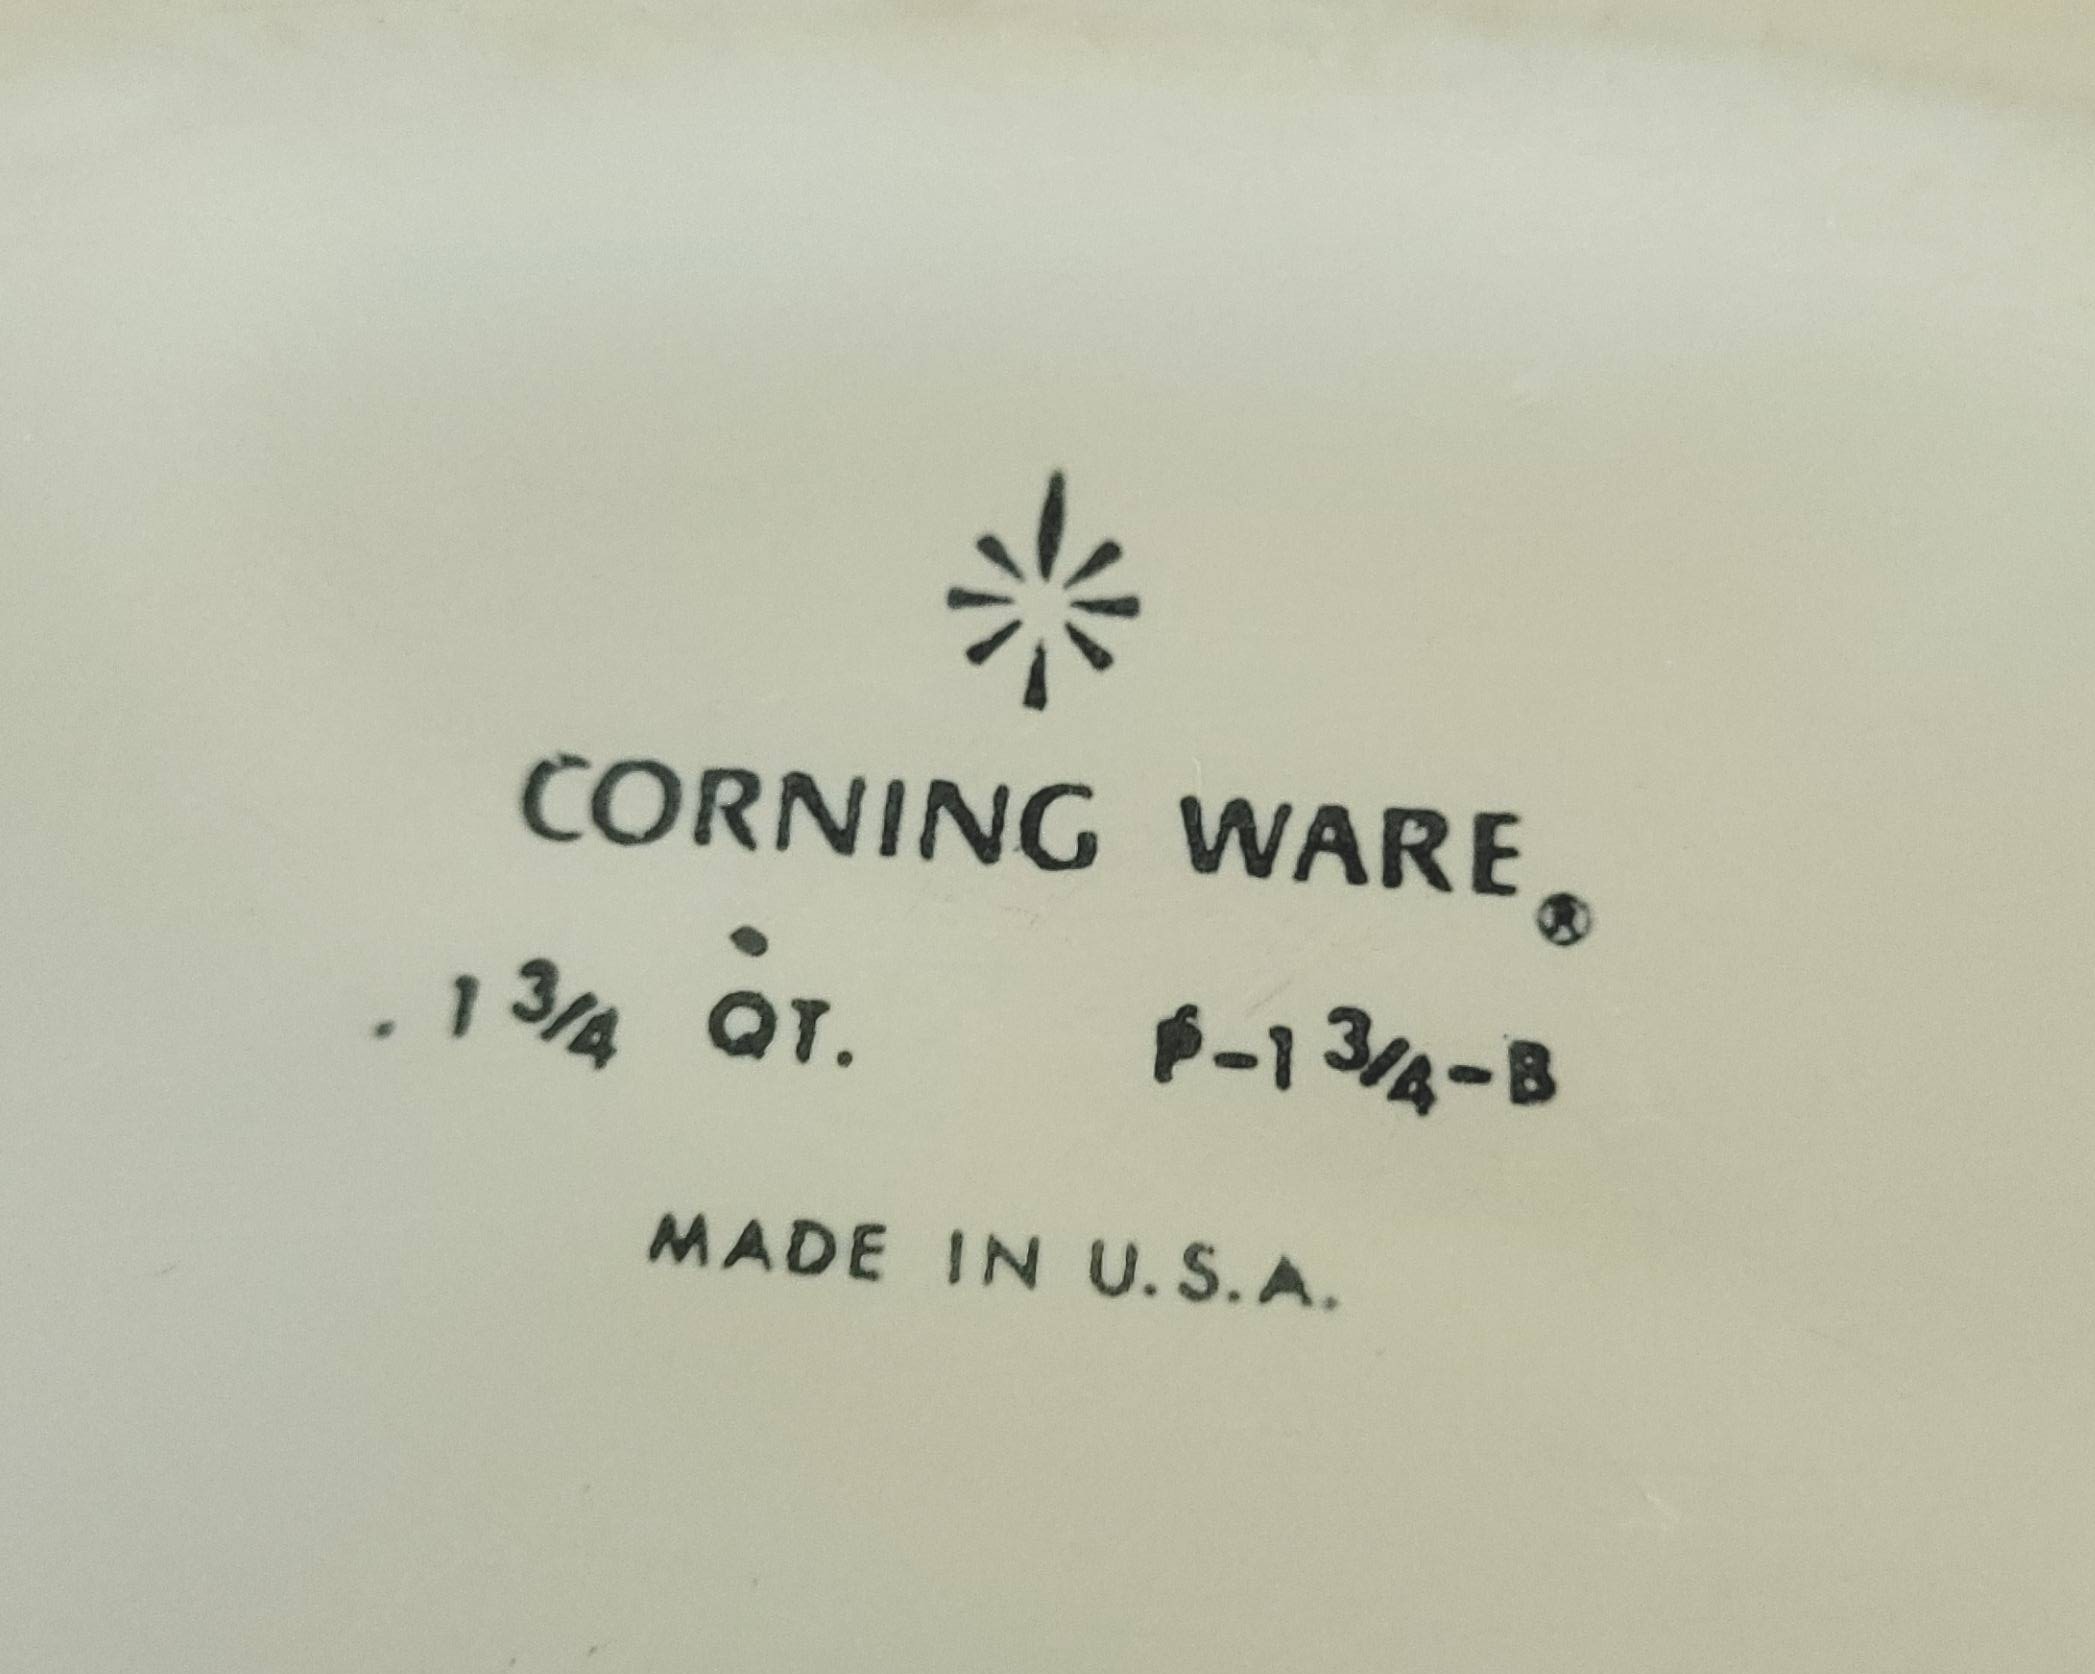 CORNING WARE®
1 3/4 QT. P-1 3/4-B
MADE IN U.S.A.